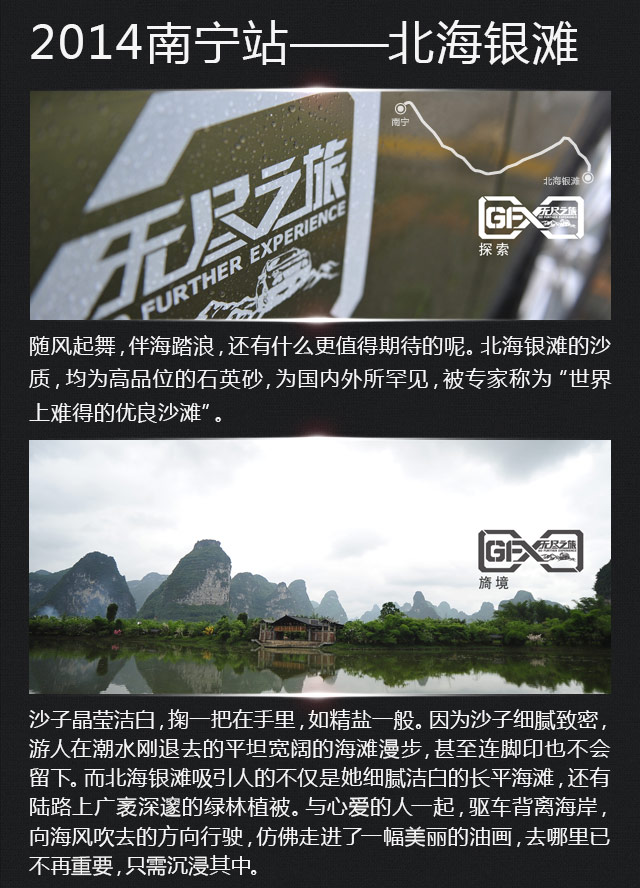 2014南宁站——北海银滩
南宁
北海银滩
无尽之旅
GO FURTHER EXPERIENCE
GFX 无尽之旅
GO FURTHER EXPERIENCE
探索
随风起舞,伴海踏浪,还有什么更值得期待的呢。北海银滩的沙
质,均为高品位的石英砂,为国内外所罕见,被专家称为“世界
上难得的优良沙滩”。
GFX 无尽之旅
GO FURTHER EXPERIENCE
旖境
沙子晶莹洁白,掬一把在手里,如精盐一般。因为沙子细腻致密,
游人在潮水刚退去的平坦宽阔的海滩漫步,甚至连脚印也不会
留下。而北海银滩吸引人的不仅是她细腻洁白的长平海滩,还有
陆路上广袤深邃的绿林植被。与心爱的人一起,驱车背离海岸,
向海风吹去的方向行驶,仿佛走进了一幅美丽的油画,去哪里已
不再重要,只需沉浸其中。